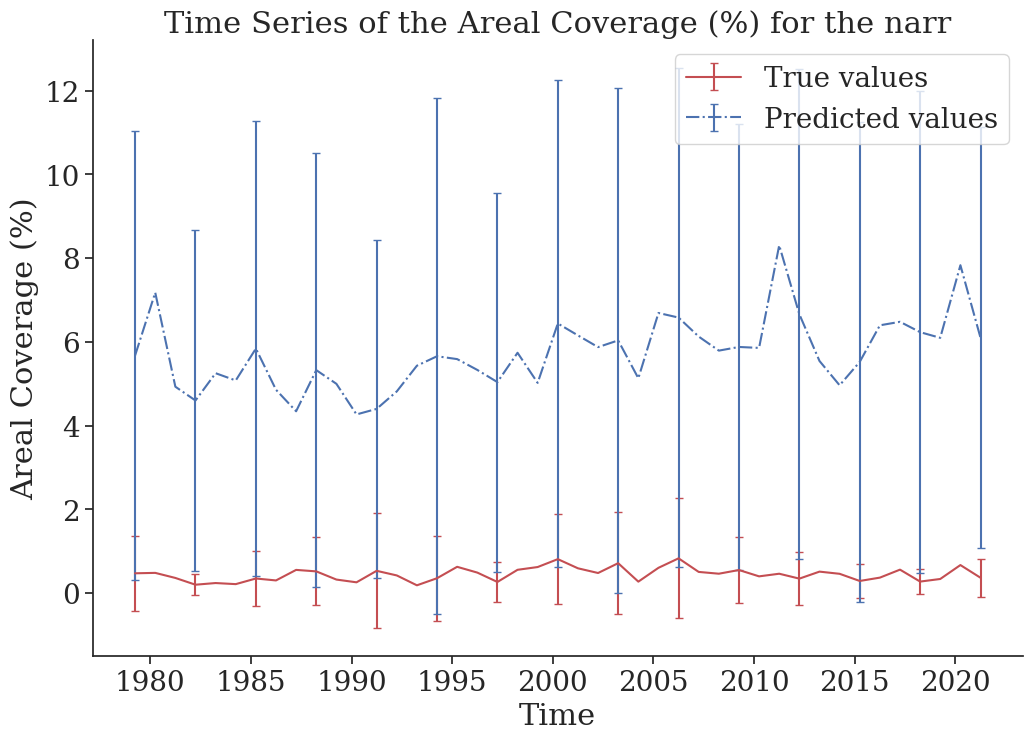 Time Series of the Areal Coverage (%) for the narr
True values
Predicted values
Areal Coverage (%)
12
10
8
6
4
2
0
1980 1985 1990 1995 2000 2005 2010 2015 2020
Time